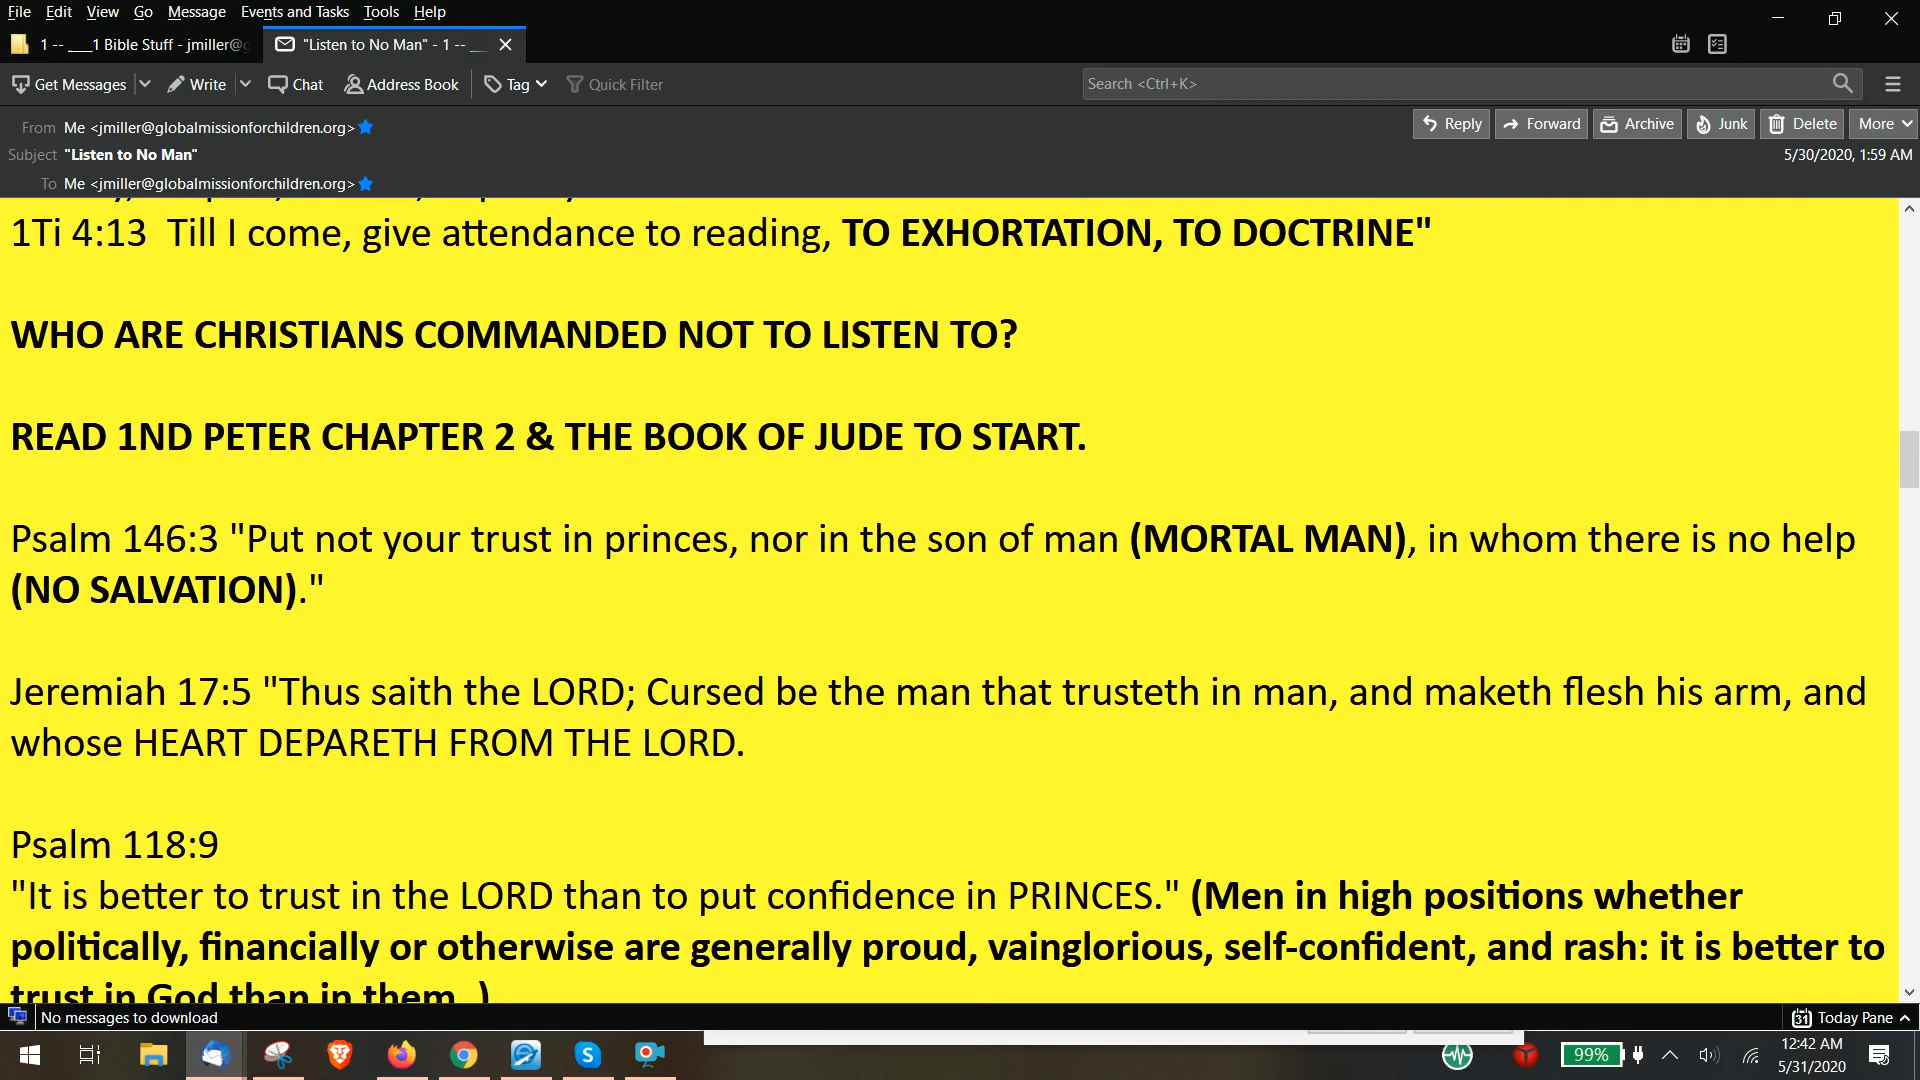 File Edit View Go Message Events and Tasks Tools Help
1 -- ___1 Bible Stuff - jmiller@g
"Listen to No Man" - 1 -- __
Get Messages Write Chat Address Book Tag Quick Filter
Search <Ctrl+K>
From Me <jmiller@globalmissionforchildren.org>
Reply Forward Archive Junk Delete More
Subject "Listen to No Man"
5/30/2020, 1:59 AM
To Me <jmiller@globalmissionforchildren.org>
1Ti 4:13 Till I come, give attendance to reading, TO EXHORTATION, TO DOCTRINE"
WHO ARE CHRISTIANS COMMANDED NOT TO LISTEN TO?
READ 1ND PETER CHAPTER 2 & THE BOOK OF JUDE TO START.
Psalm 146:3 "Put not your trust in princes, nor in the son of man (MORTAL MAN), in whom there is no help
(NO SALVATION)."
Jeremiah 17:5 "Thus saith the LORD; Cursed be the man that trusteth in man, and maketh flesh his arm, and
whose HEART DEPARETH FROM THE LORD.
Psalm 118:9
"It is better to trust in the LORD than to put confidence in PRINCES." (Men in high positions whether
politically, financially or otherwise are generally proud, vainglorious, self-confident, and rash: it is better to
trust in God than in them. )
No messages to download
31 Today Pane
99%
12:42 AM
5/31/2020